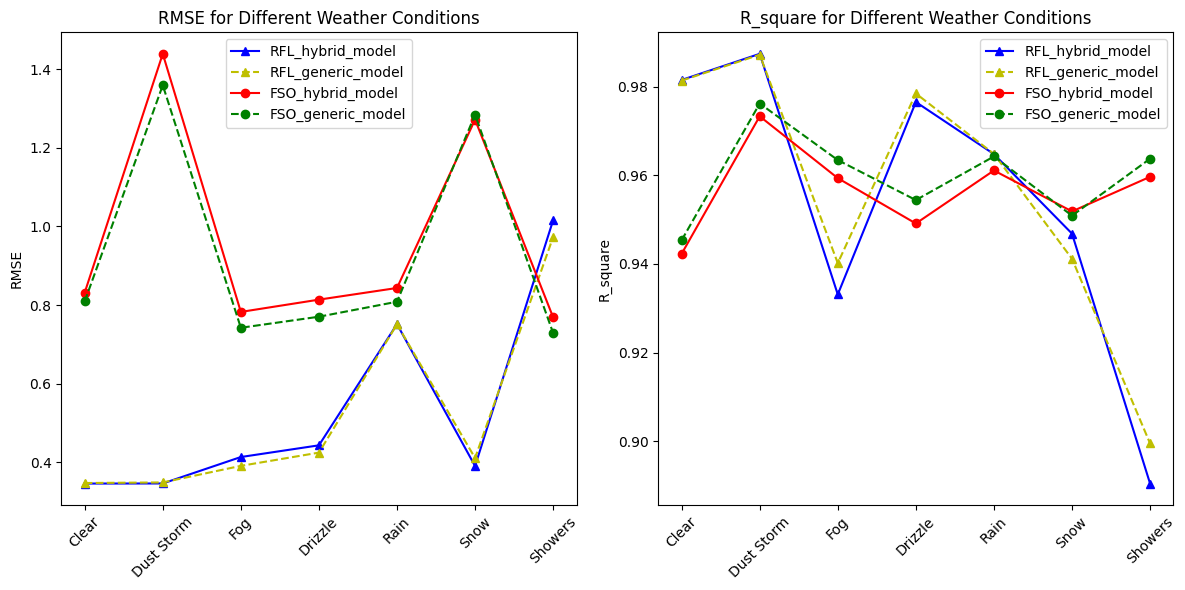 RMSE for Different Weather Conditions
RMSE
1.4
1.2
1.0
0.8
0.6
0.4
RFL_hybrid_model
RFL_generic_model
FSO_hybrid_model
FSO_generic_model
Clear
Dust Storm
Fog
Drizzle
Rain
Snow
Showers
R_square for Different Weather Conditions
R_square
0.98
0.96
0.94
0.92
0.90
RFL_hybrid_model
RFL_generic_model
FSO_hybrid_model
FSO_generic_model
Clear
Dust Storm
Fog
Drizzle
Rain
Snow
Showers